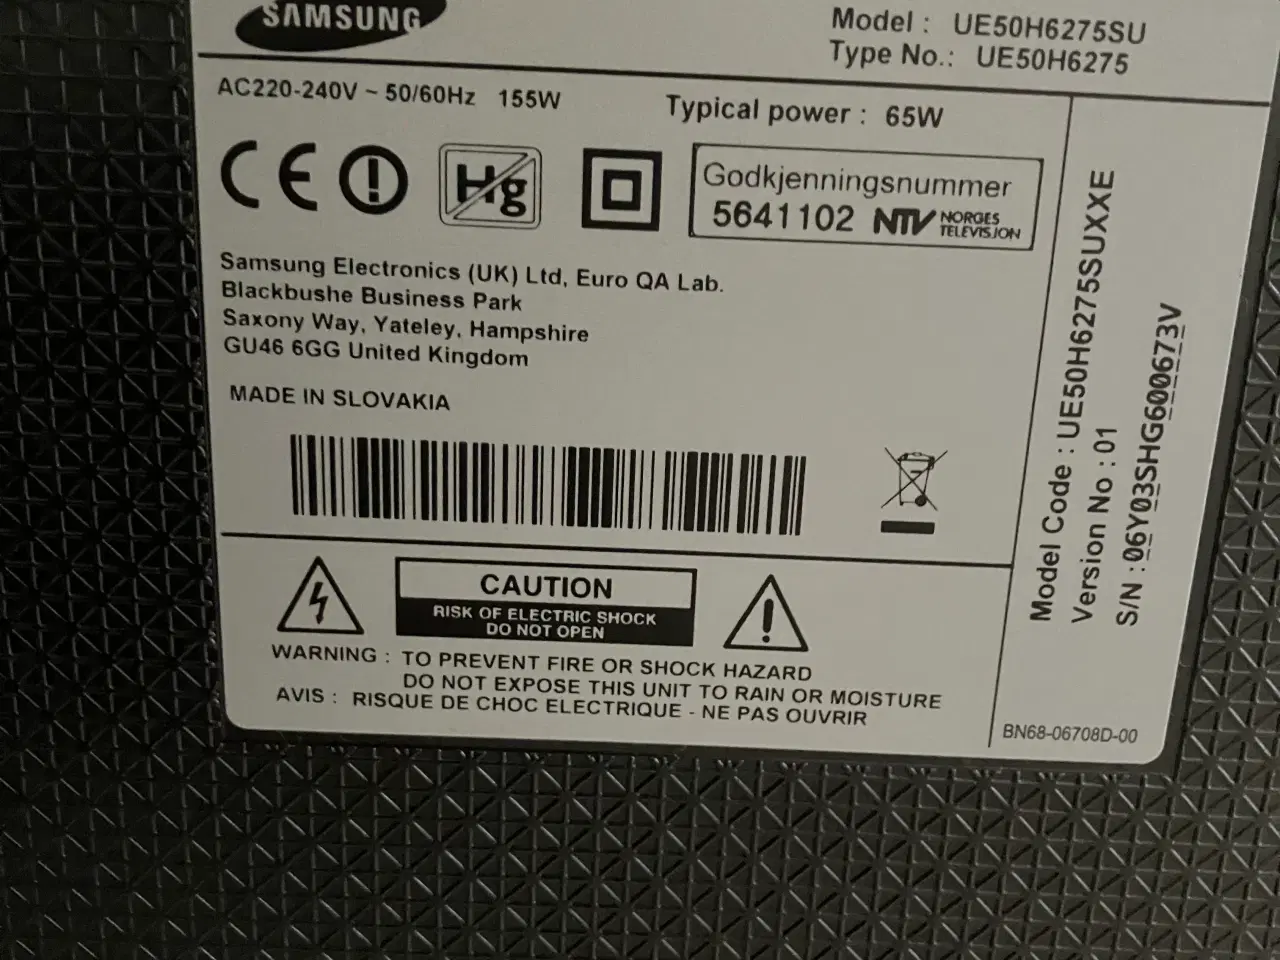 SAMSUNG
Model : UE50H6275SU
Type No.: UE50H6275
AC220-240V ~ 50/60Hz 155W
Typical power : 65W
CE
Hg
Godkjenningsnummer
5641102 NTV NORGES
TELEVISJON
Samsung Electronics (UK) Ltd, Euro QA Lab.
Blackbushe Business Park
Saxony Way, Yateley, Hampshire
GU46 6GG United Kingdom
MADE IN SLOVAKIA
CAUTION
RISK OF ELECTRIC SHOCK
DO NOT OPEN
WARNING : TO PREVENT FIRE OR SHOCK HAZARD
DO NOT EXPOSE THIS UNIT TO RAIN OR MOISTURE
AVIS : RISQUE DE CHOC ELECTRIQUE - NE PAS OUVRIR
Model Code : UE50H6275SUXXE
Version No : 01
S/N : 06Y03SHG600673V
BN68-06708D-00